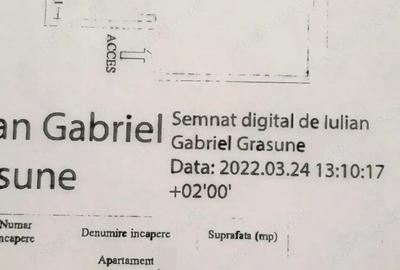 ACCES
an Gabriel
sune
Semnat digital de Iulian
Gabriel Grasune
Data: 2022.03.24 13:10:17
+02'00'
Numar
incapere
Denumire incapere
Suprafata (mp)
Apartament